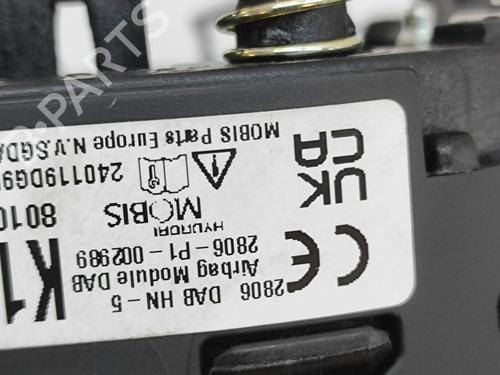 2806 DAB HN-5
Airbag Module DAB
2806-P1-002989
K1
HYUNDAI
MOBIS
8010
240119DG9
MOBIS Parts Europe N.V.SGDA
CE
UK
CA
B-Parts